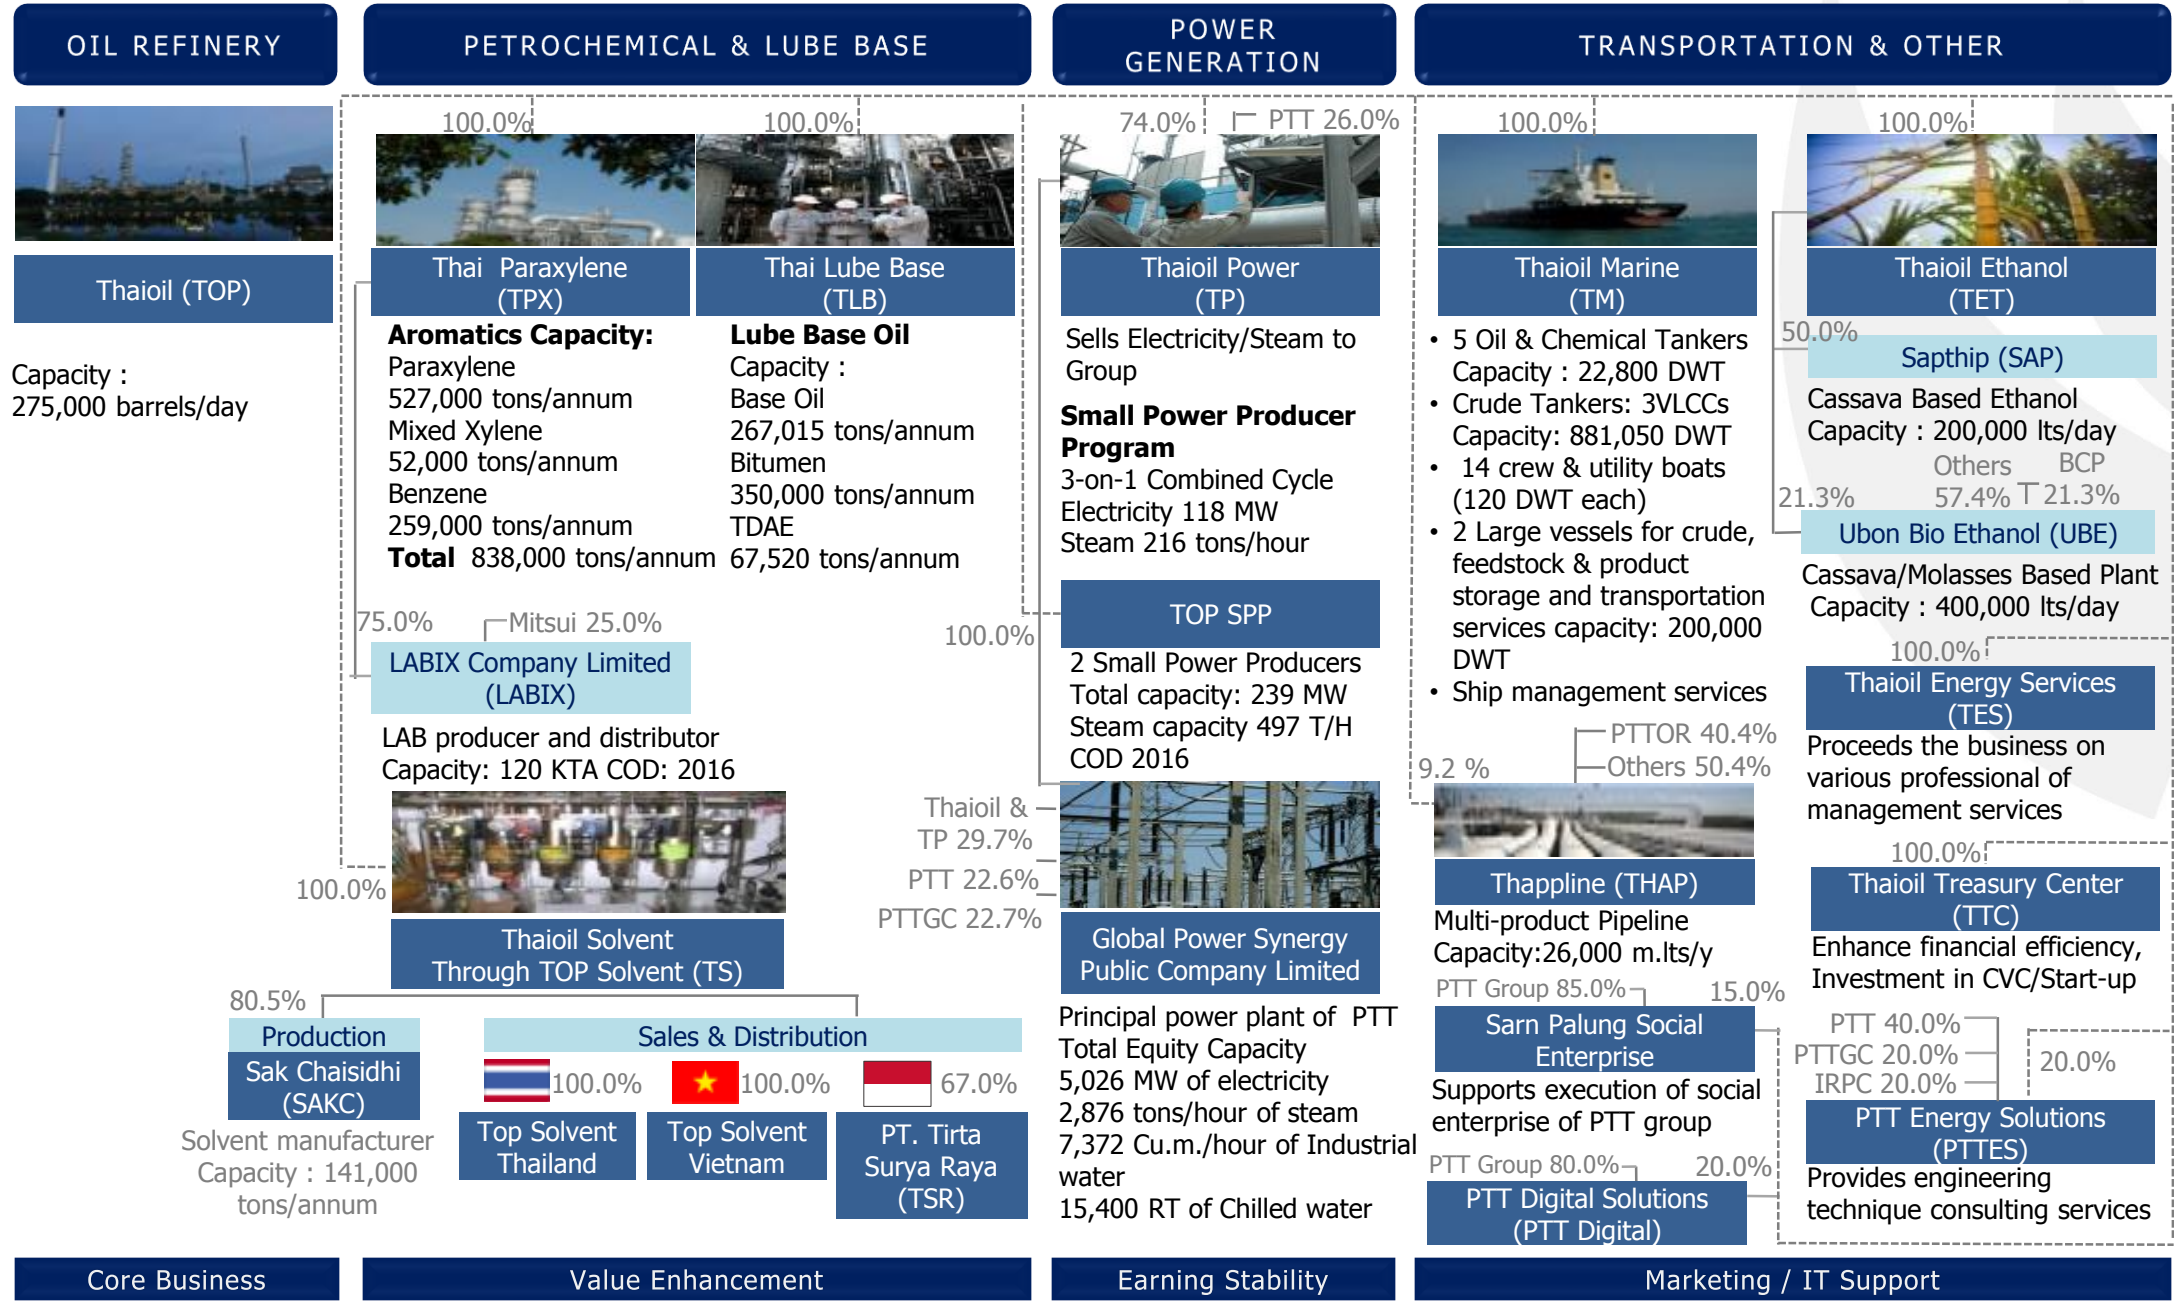 OIL REFINERY
PETROCHEMICAL & LUBE BASE
POWER
GENERATION
TRANSPORTATION & OTHER
Thaioil (TOP)
Capacity :
275,000 barrels/day
100.0%
Thai Paraxylene
(TPX)
Aromatics Capacity:
Paraxylene
527,000 tons/annum
Mixed Xylene
52,000 tons/annum
Benzene
259,000 tons/annum
Total 838,000 tons/annum
100.0%
Thai Lube Base
(TLB)
Lube Base Oil
Capacity :
Base Oil
267,015 tons/annum
Bitumen
350,000 tons/annum
TDAE
67,520 tons/annum
75.0%
Mitsui 25.0%
LABIX Company Limited
(LABIX)
LAB producer and distributor
Capacity: 120 KTA COD: 2016
100.0%
Thaioil Solvent
Through TOP Solvent (TS)
80.5%
Production
Sak Chaisidhi
(SAKC)
Solvent manufacturer
Capacity : 141,000
tons/annum
Sales & Distribution
100.0%
Top Solvent
Thailand
100.0%
Top Solvent
Vietnam
67.0%
PT. Tirta
Surya Raya
(TSR)
74.0%
PTT 26.0%
Thaioil Power
(TP)
Sells Electricity/Steam to
Group
Small Power Producer
Program
3-on-1 Combined Cycle
Electricity 118 MW
Steam 216 tons/hour
100.0%
TOP SPP
2 Small Power Producers
Total capacity: 239 MW
Steam capacity 497 T/H
COD 2016
Thaioil &
TP 29.7%
PTT 22.6%
PTTGC 22.7%
Global Power Synergy
Public Company Limited
Principal power plant of PTT
Total Equity Capacity
5,026 MW of electricity
2,876 tons/hour of steam
7,372 Cu.m./hour of Industrial
water
15,400 RT of Chilled water
100.0%
Thaioil Marine
(TM)
• 5 Oil & Chemical Tankers
Capacity : 22,800 DWT
• Crude Tankers: 3VLCCs
Capacity: 881,050 DWT
• 14 crew & utility boats
(120 DWT each)
• 2 Large vessels for crude,
feedstock & product
storage and transportation
services capacity: 200,000
DWT
• Ship management services
PTTOR 40.4%
Others 50.4%
9.2 %
Thappline (THAP)
Multi-product Pipeline
Capacity:26,000 m.lts/y
PTT Group 85.0%
15.0%
Sarn Palung Social
Enterprise
Supports execution of social
enterprise of PTT group
PTT Group 80.0%
20.0%
PTT Digital Solutions
(PTT Digital)
100.0%
Thaioil Ethanol
(TET)
50.0%
Sapthip (SAP)
Cassava Based Ethanol
Capacity : 200,000 lts/day
Others
57.4%
BCP
21.3%
21.3%
Ubon Bio Ethanol (UBE)
Cassava/Molasses Based Plant
Capacity : 400,000 lts/day
100.0%
Thaioil Energy Services
(TES)
Proceeds the business on
various professional of
management services
100.0%
Thaioil Treasury Center
(TTC)
Enhance financial efficiency,
Investment in CVC/Start-up
PTT 40.0%
PTTGC 20.0%
IRPC 20.0%
20.0%
PTT Energy Solutions
(PTTES)
Provides engineering
technique consulting services
Core Business
Value Enhancement
Earning Stability
Marketing / IT Support